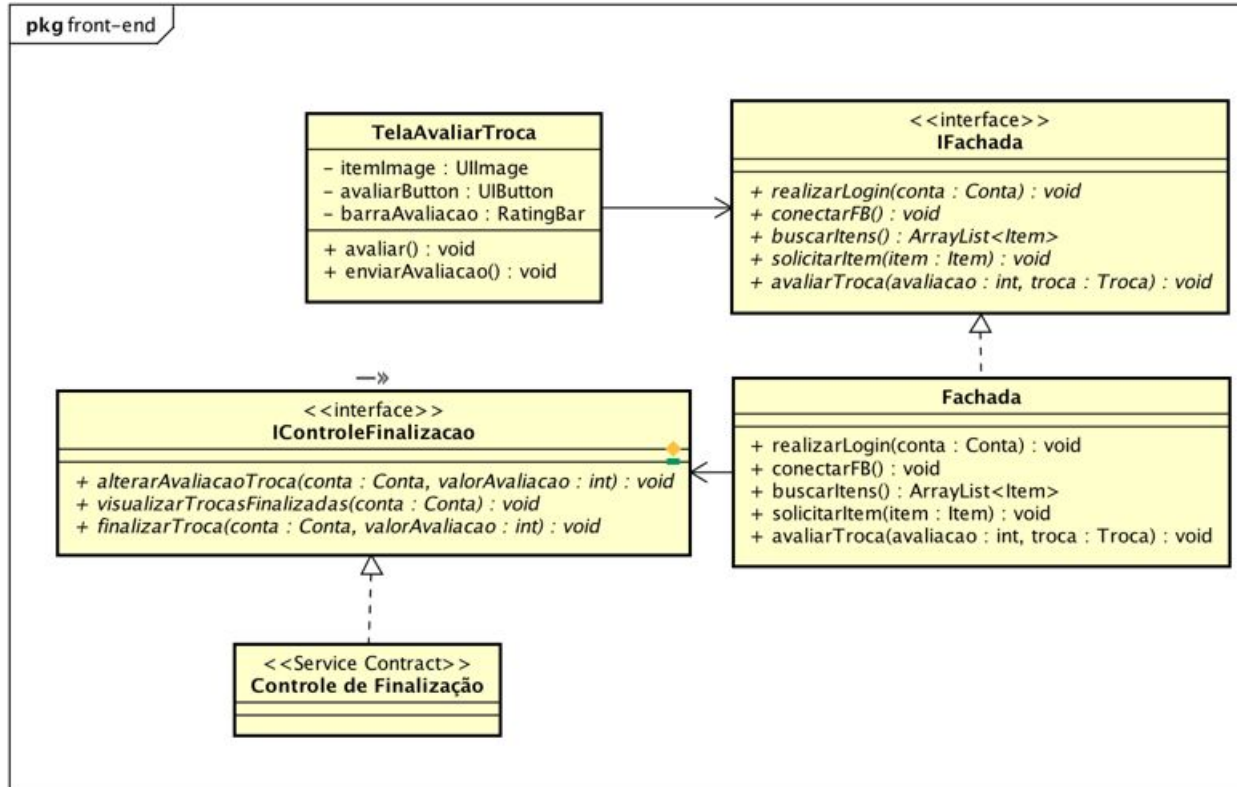 pkg front-end
TelaAvaliarTroca
- itemImage : UIImage
- avaliarButton : UIButton
- barraAvaliacao : RatingBar
+ avaliar() : void
+ enviarAvaliacao() : void
<<interface>>
IFachada
+ realizarLogin(conta : Conta) : void
+ conectarFB() : void
+ buscarItens() : ArrayList<Item>
+ solicitarItem(item : Item) : void
+ avaliarTroca(avaliacao : int, troca : Troca) : void
<<interface>>
IControleFinalizacao
+ alterarAvaliacaoTroca(conta : Conta, valorAvaliacao : int) : void
+ visualizarTrocasFinalizadas(conta : Conta) : void
+ finalizarTroca(conta : Conta, valorAvaliacao : int) : void
Fachada
+ realizarLogin(conta : Conta) : void
+ conectarFB() : void
+ buscarItens() : ArrayList<Item>
+ solicitarItem(item : Item) : void
+ avaliarTroca(avaliacao : int, troca : Troca) : void
<<Service Contract>>
Controle de Finalização